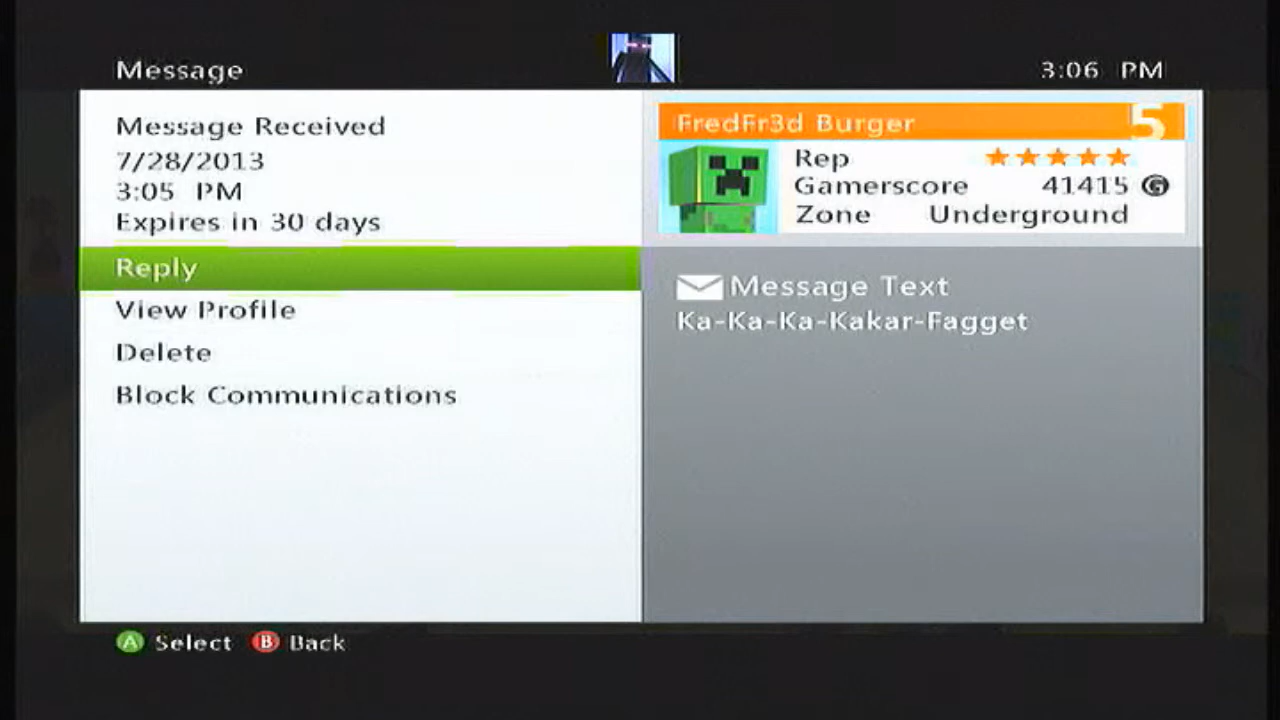 Message
3:06 PM
Message Received
7/28/2013
3:05 PM
Expires in 30 days
Reply
View Profile
Delete
Block Communications
FredFr3d Burger
5
Rep
Gamerscore 41415 G
Zone Underground
Message Text
Ka-Ka-Ka-Kakar-Fagget
A Select B Back